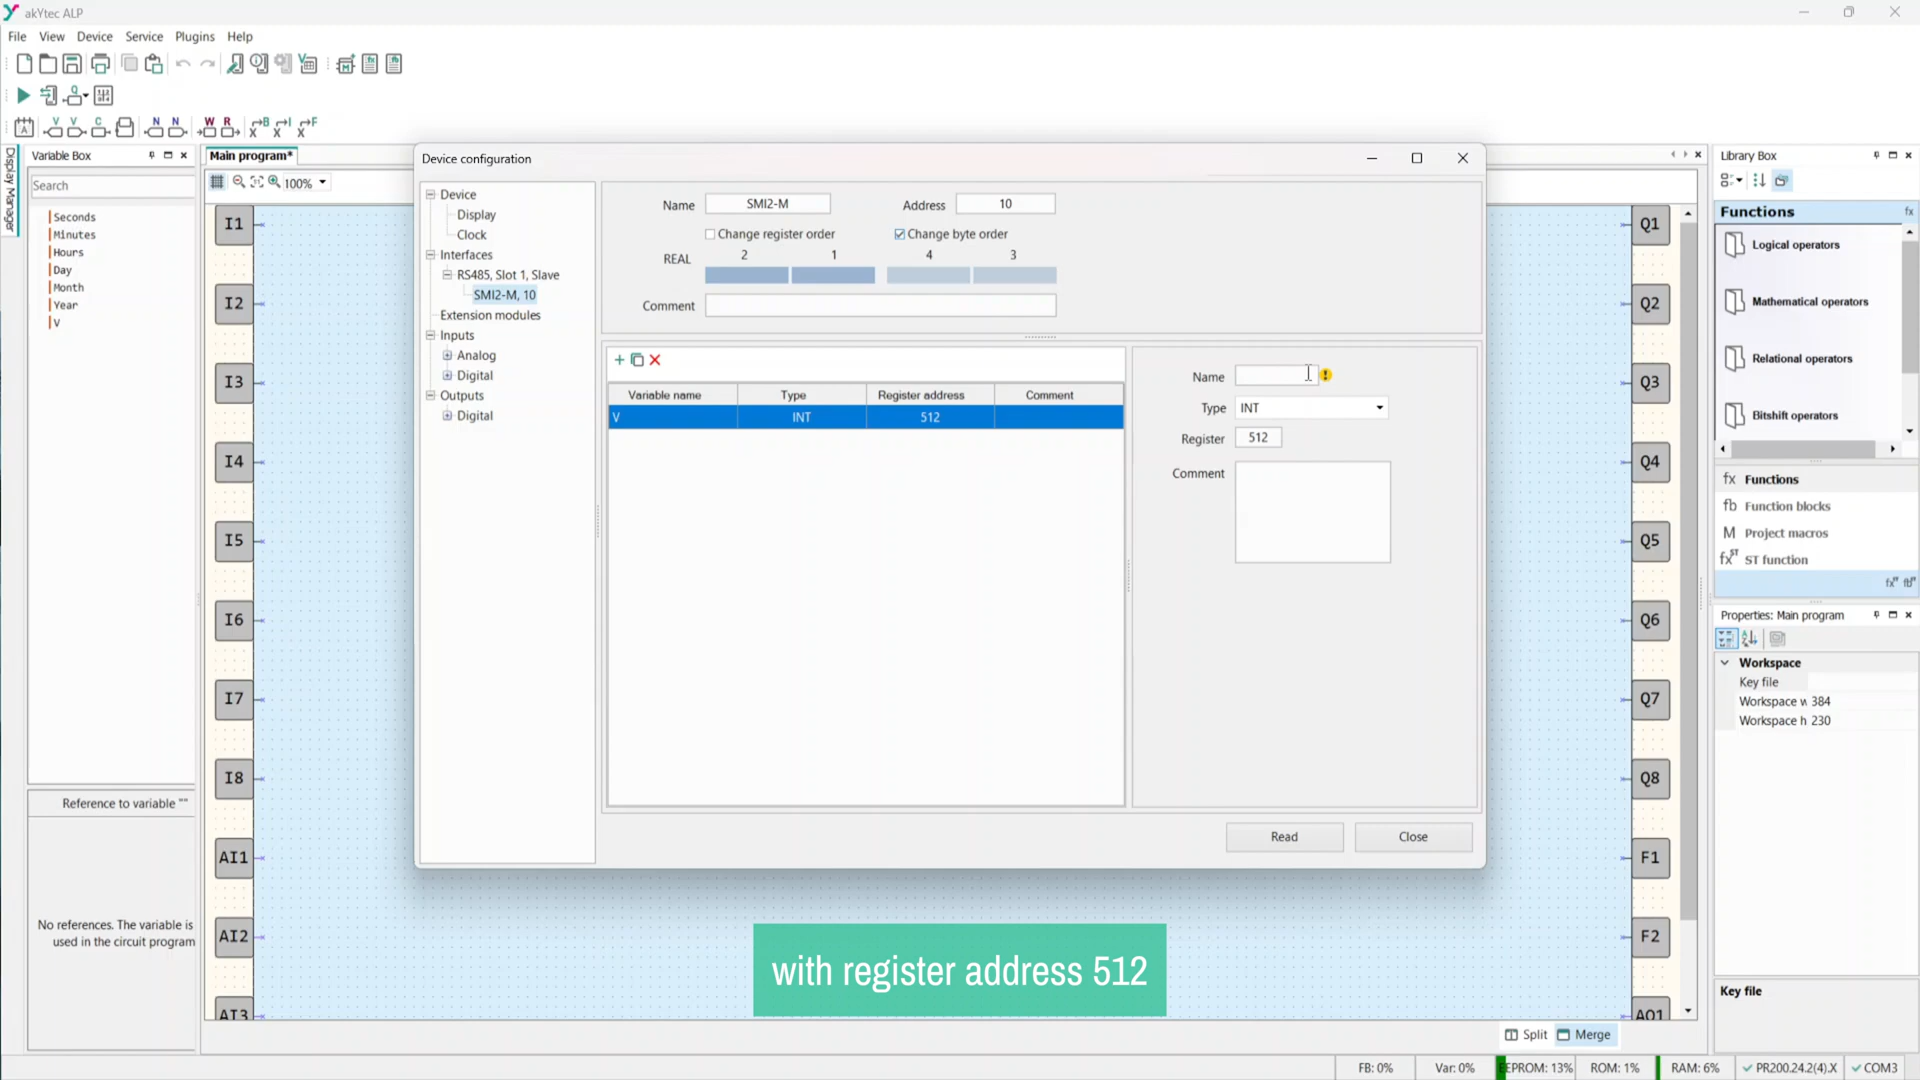 akYtec ALP
File View Device Service Plugins Help
Variable Box
Main program*
Device configuration
Library Box
Display Manager
Search
100%
Seconds
Minutes
Hours
Day
Month
Year
V
Reference to variable ""
No references. The variable is
used in the circuit program
I1
I2
I3
I4
I5
I6
I7
I8
AI1
AI2
AI3
Device
Display
Clock
Interfaces
RS485, Slot 1, Slave
SMI2-M, 10
Extension modules
Inputs
Analog
Digital
Outputs
Digital
Name SMI2-M Address 10
Change register order Change byte order
REAL 2 1 4 3
Comment
Variable name Type Register address Comment
V INT 512
Name
Type INT
Register 512
Comment
Read Close
with register address 512
Q1
Q2
Q3
Q4
Q5
Q6
Q7
Q8
F1
F2
AO1
Functions
Logical operators
Mathematical operators
Relational operators
Bitshift operators
fx Functions
fb Function blocks
M Project macros
fx ST ST function
Properties: Main program
Workspace
Key file
Workspace w 384
Workspace h 230
Key file
Split Merge
FB: 0% Var: 0% EEPROM: 13% ROM: 1% RAM: 6% PR200.24.2(4).X COM3